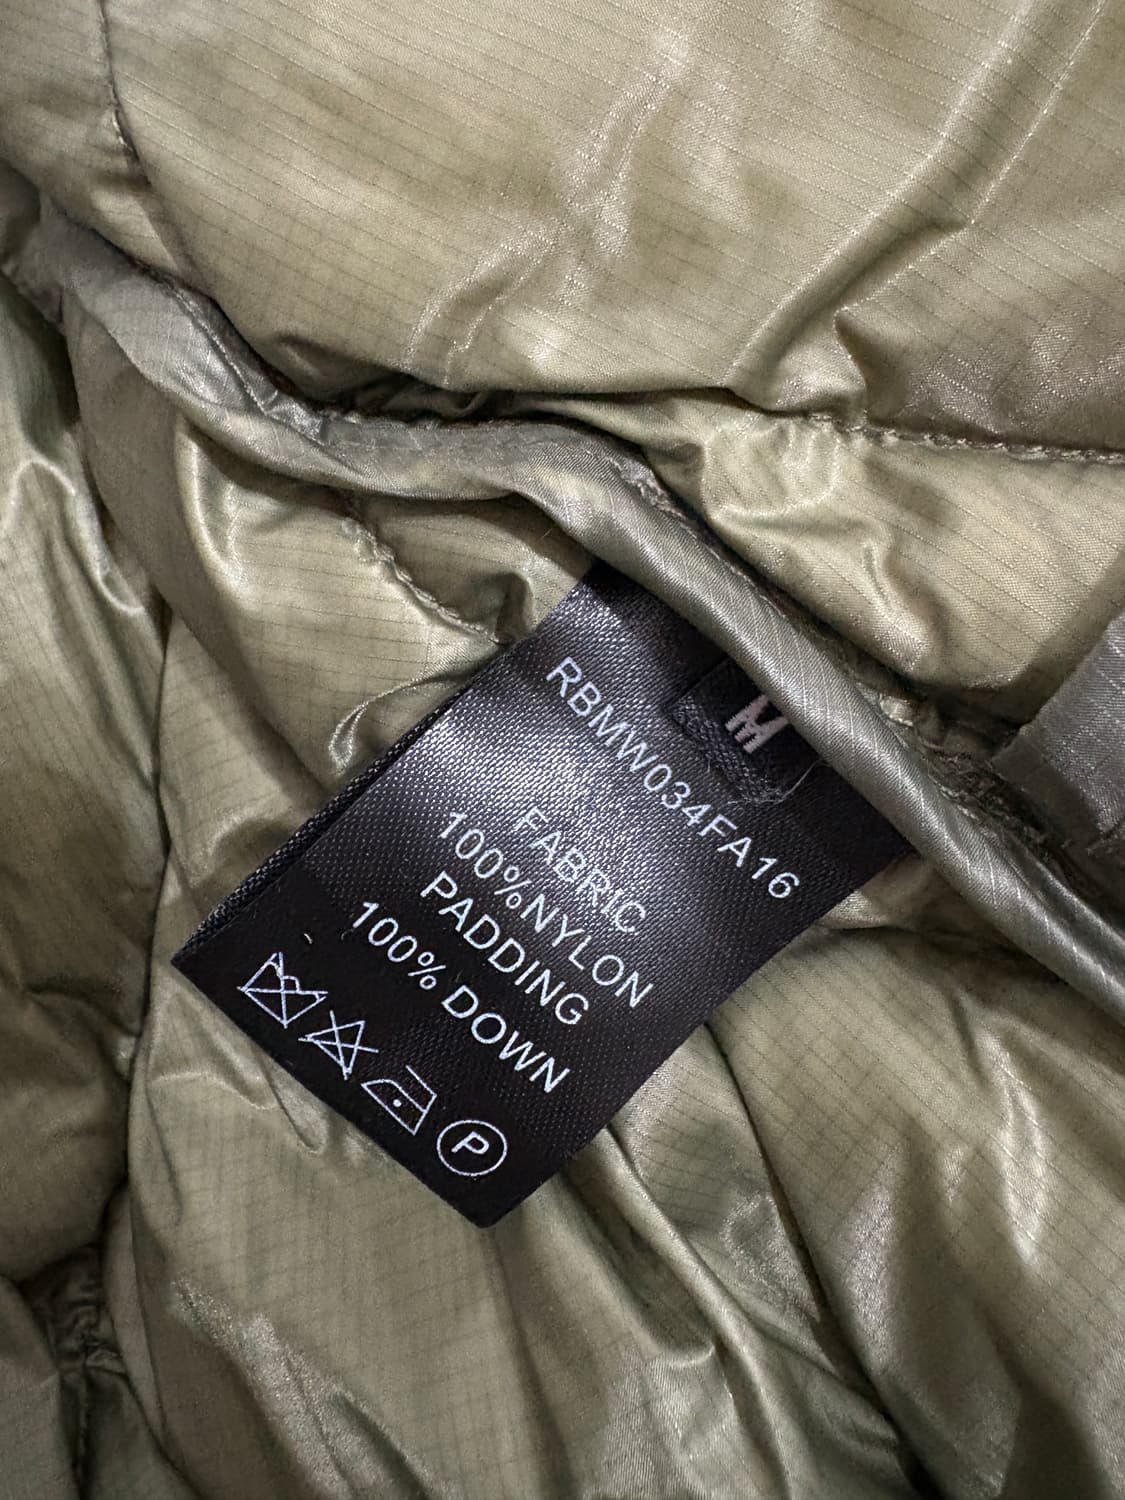 M
RBMW034FA16
FABRIC
100%NYLON
PADDING
100% DOWN
P